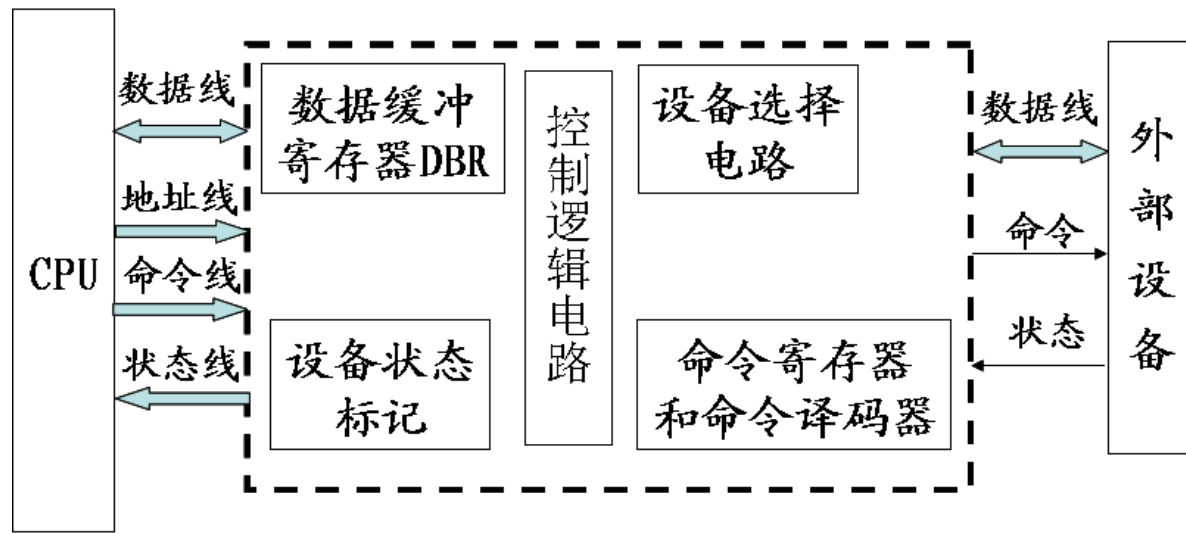 CPU
数据线
地址线
命令线
状态线
数据缓冲
寄存器DBR
设备状态
标记
控制逻辑电路
设备选择
电路
命令寄存器
和命令译码器
数据线
命令
状态
外部设备